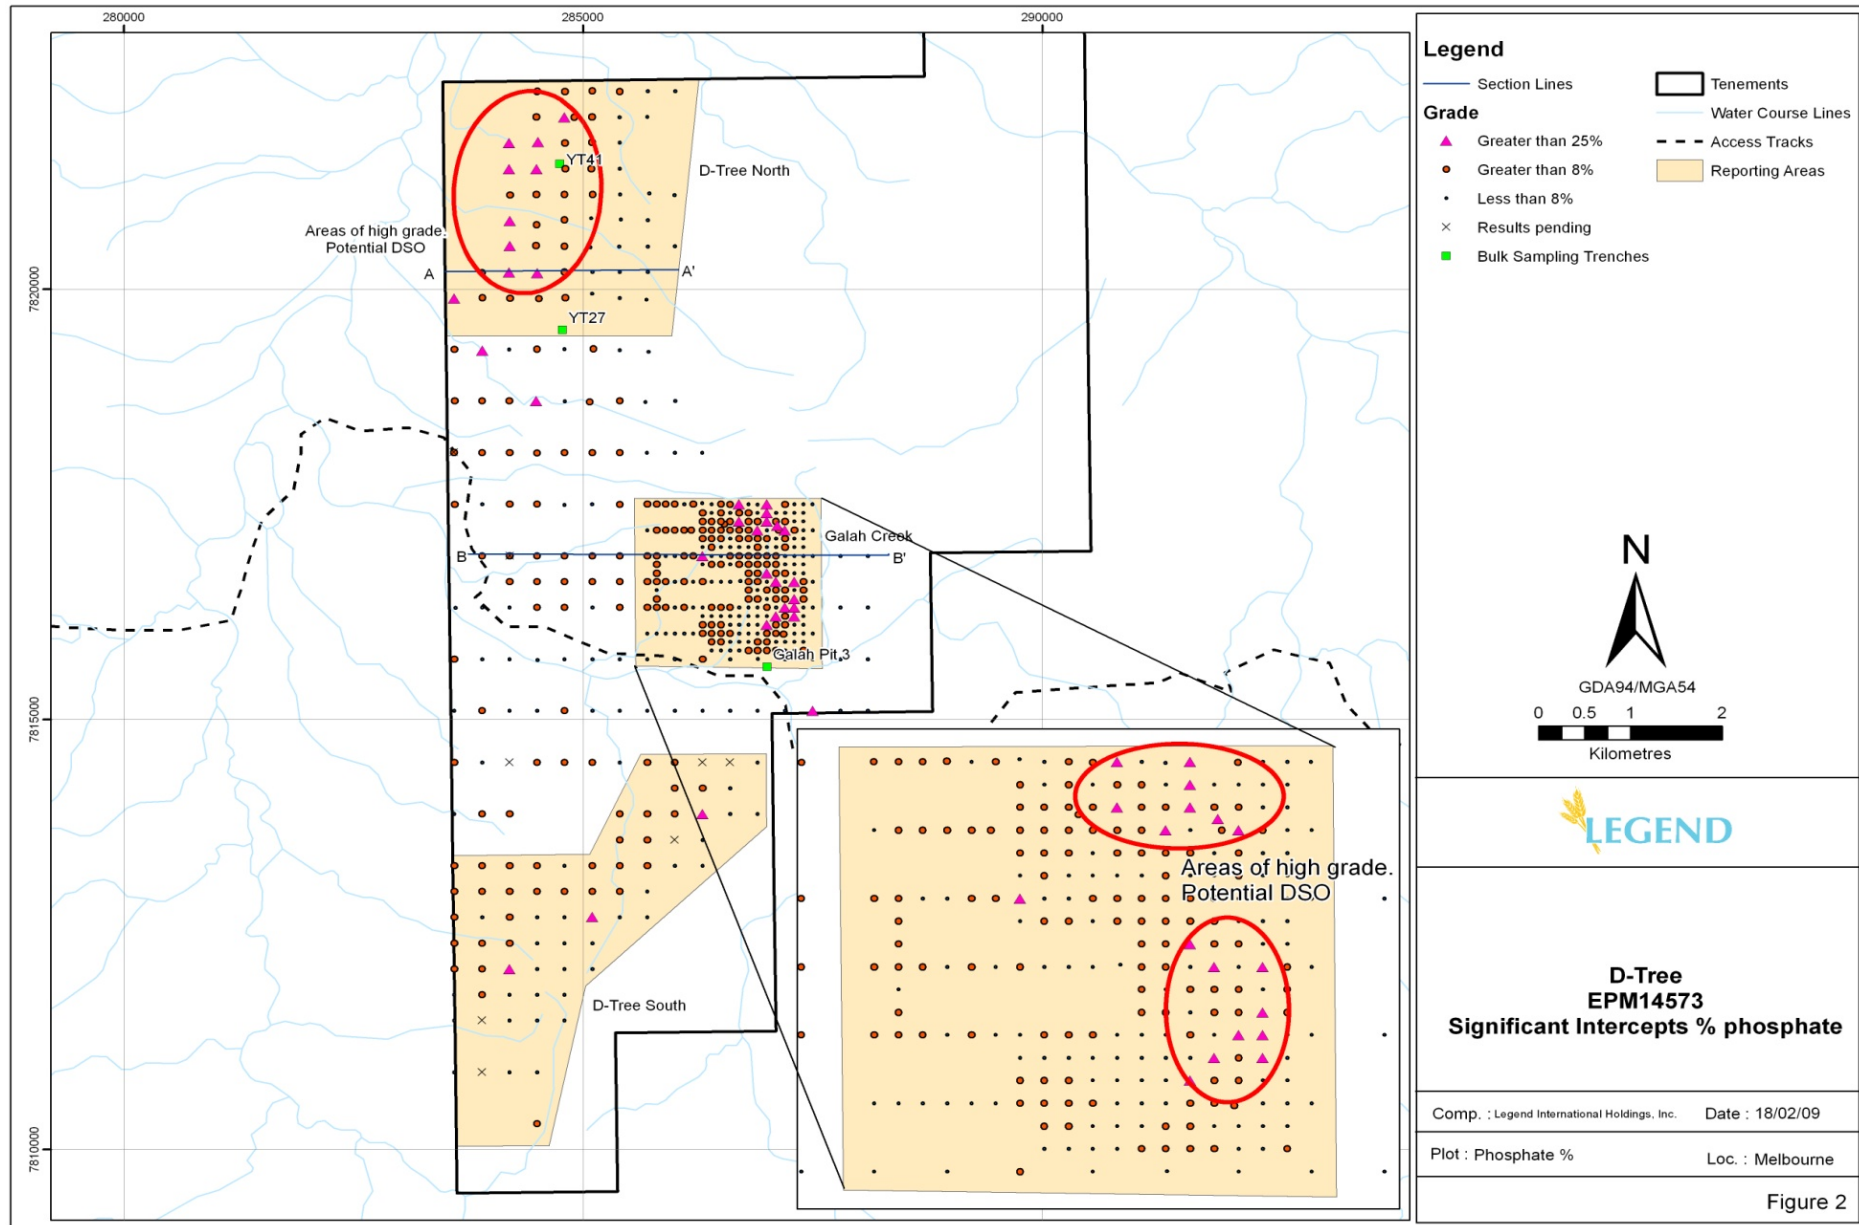 280000
285000
290000
7820000
7815000
7810000
D-Tree North
YT41
Areas of high grade.
Potential DSO
A
A'
YT27
Galah Creek
B
B'
Galah Pit 3
D-Tree South
Areas of high grade.
Potential DSO
Legend
Section Lines
Grade
Greater than 25%
Greater than 8%
Less than 8%
Results pending
Bulk Sampling Trenches
Tenements
Water Course Lines
Access Tracks
Reporting Areas
N
GDA94/MGA54
0 0.5 1 2
Kilometres
LEGEND
D-Tree
EPM14573
Significant Intercepts % phosphate
Comp. : Legend International Holdings, Inc. Date : 18/02/09
Plot : Phosphate % Loc. : Melbourne
Figure 2